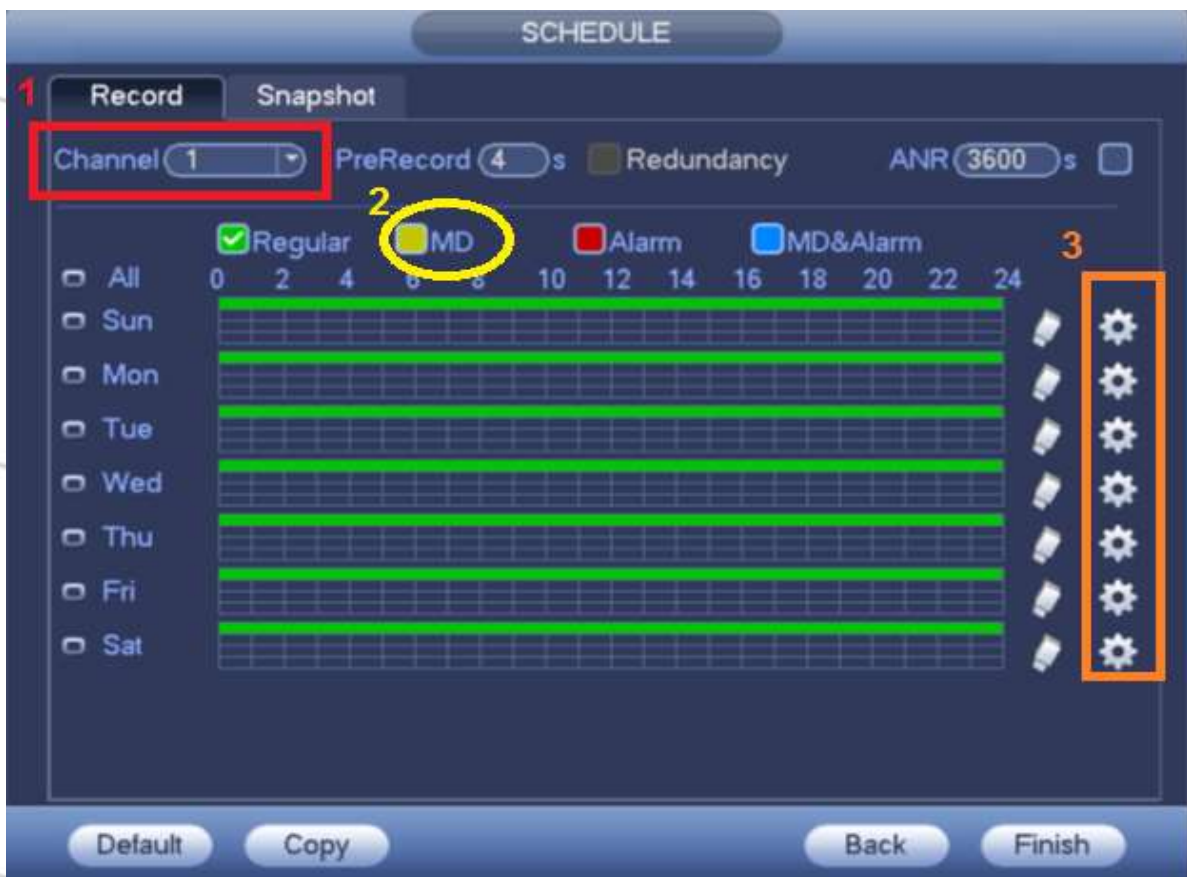 SCHEDULE
1
Record Snapshot
Channel 1 PreRecord 4 s Redundancy ANR 3600 s
2
Regular MD Alarm MD&Alarm 3
All 0 2 4 6 8 10 12 14 16 18 20 22 24
Sun
Mon
Tue
Wed
Thu
Fri
Sat
Default Copy Back Finish